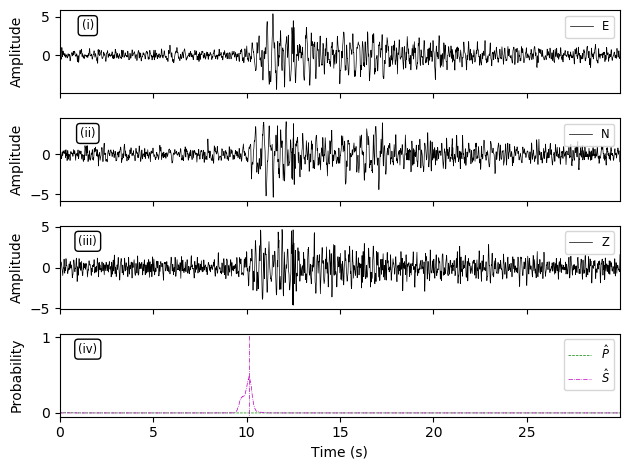 5
0
Amplitude
(i)
E
0
−5
Amplitude
(ii)
N
5
0
−5
Amplitude
(iii)
Z
1
0
Probability
(iv)
P̂
Ŝ
0 5 10 15 20 25
Time (s)